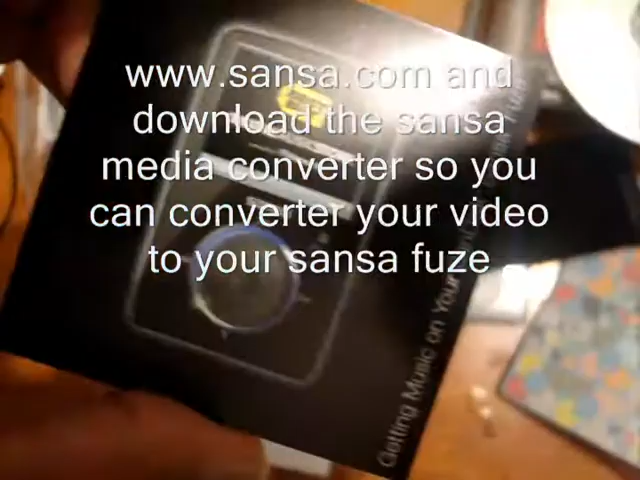 www.sansa.com and
download the sansa
media converter so you
can converter your video
to your sansa fuze
Getting Music on Your